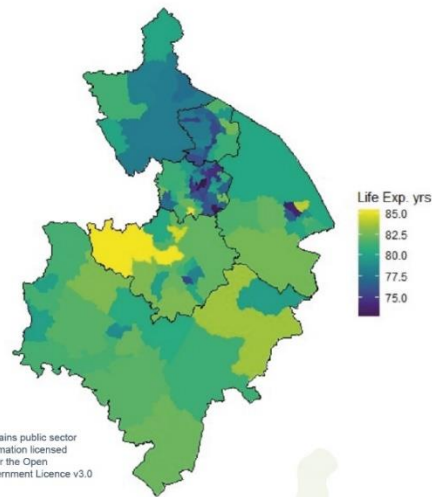 Life Exp. yrs
85.0
82.5
80.0
77.5
75.0
tains public sector
mation licensed
r the Open
ernment Licence v3.0